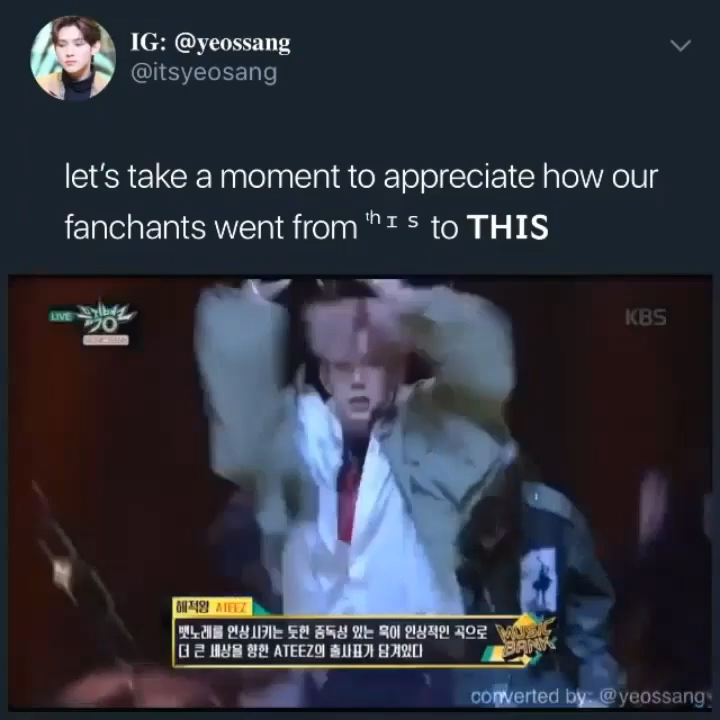 IG: @yeossang
@itsyeosang
let's take a moment to appreciate how our
fanchants went from ᵗʰɪ s to THIS
LIVE
KBS
해적왕 ATEEZ
뱃노래를 연상시키는 듯한 중독성 있는 훅이 인상적인 곡으로
더 큰 세상을 향한 ATEEZ의 출사표가 담겨있다
MUSIC
BANK
converted by: @yeossang